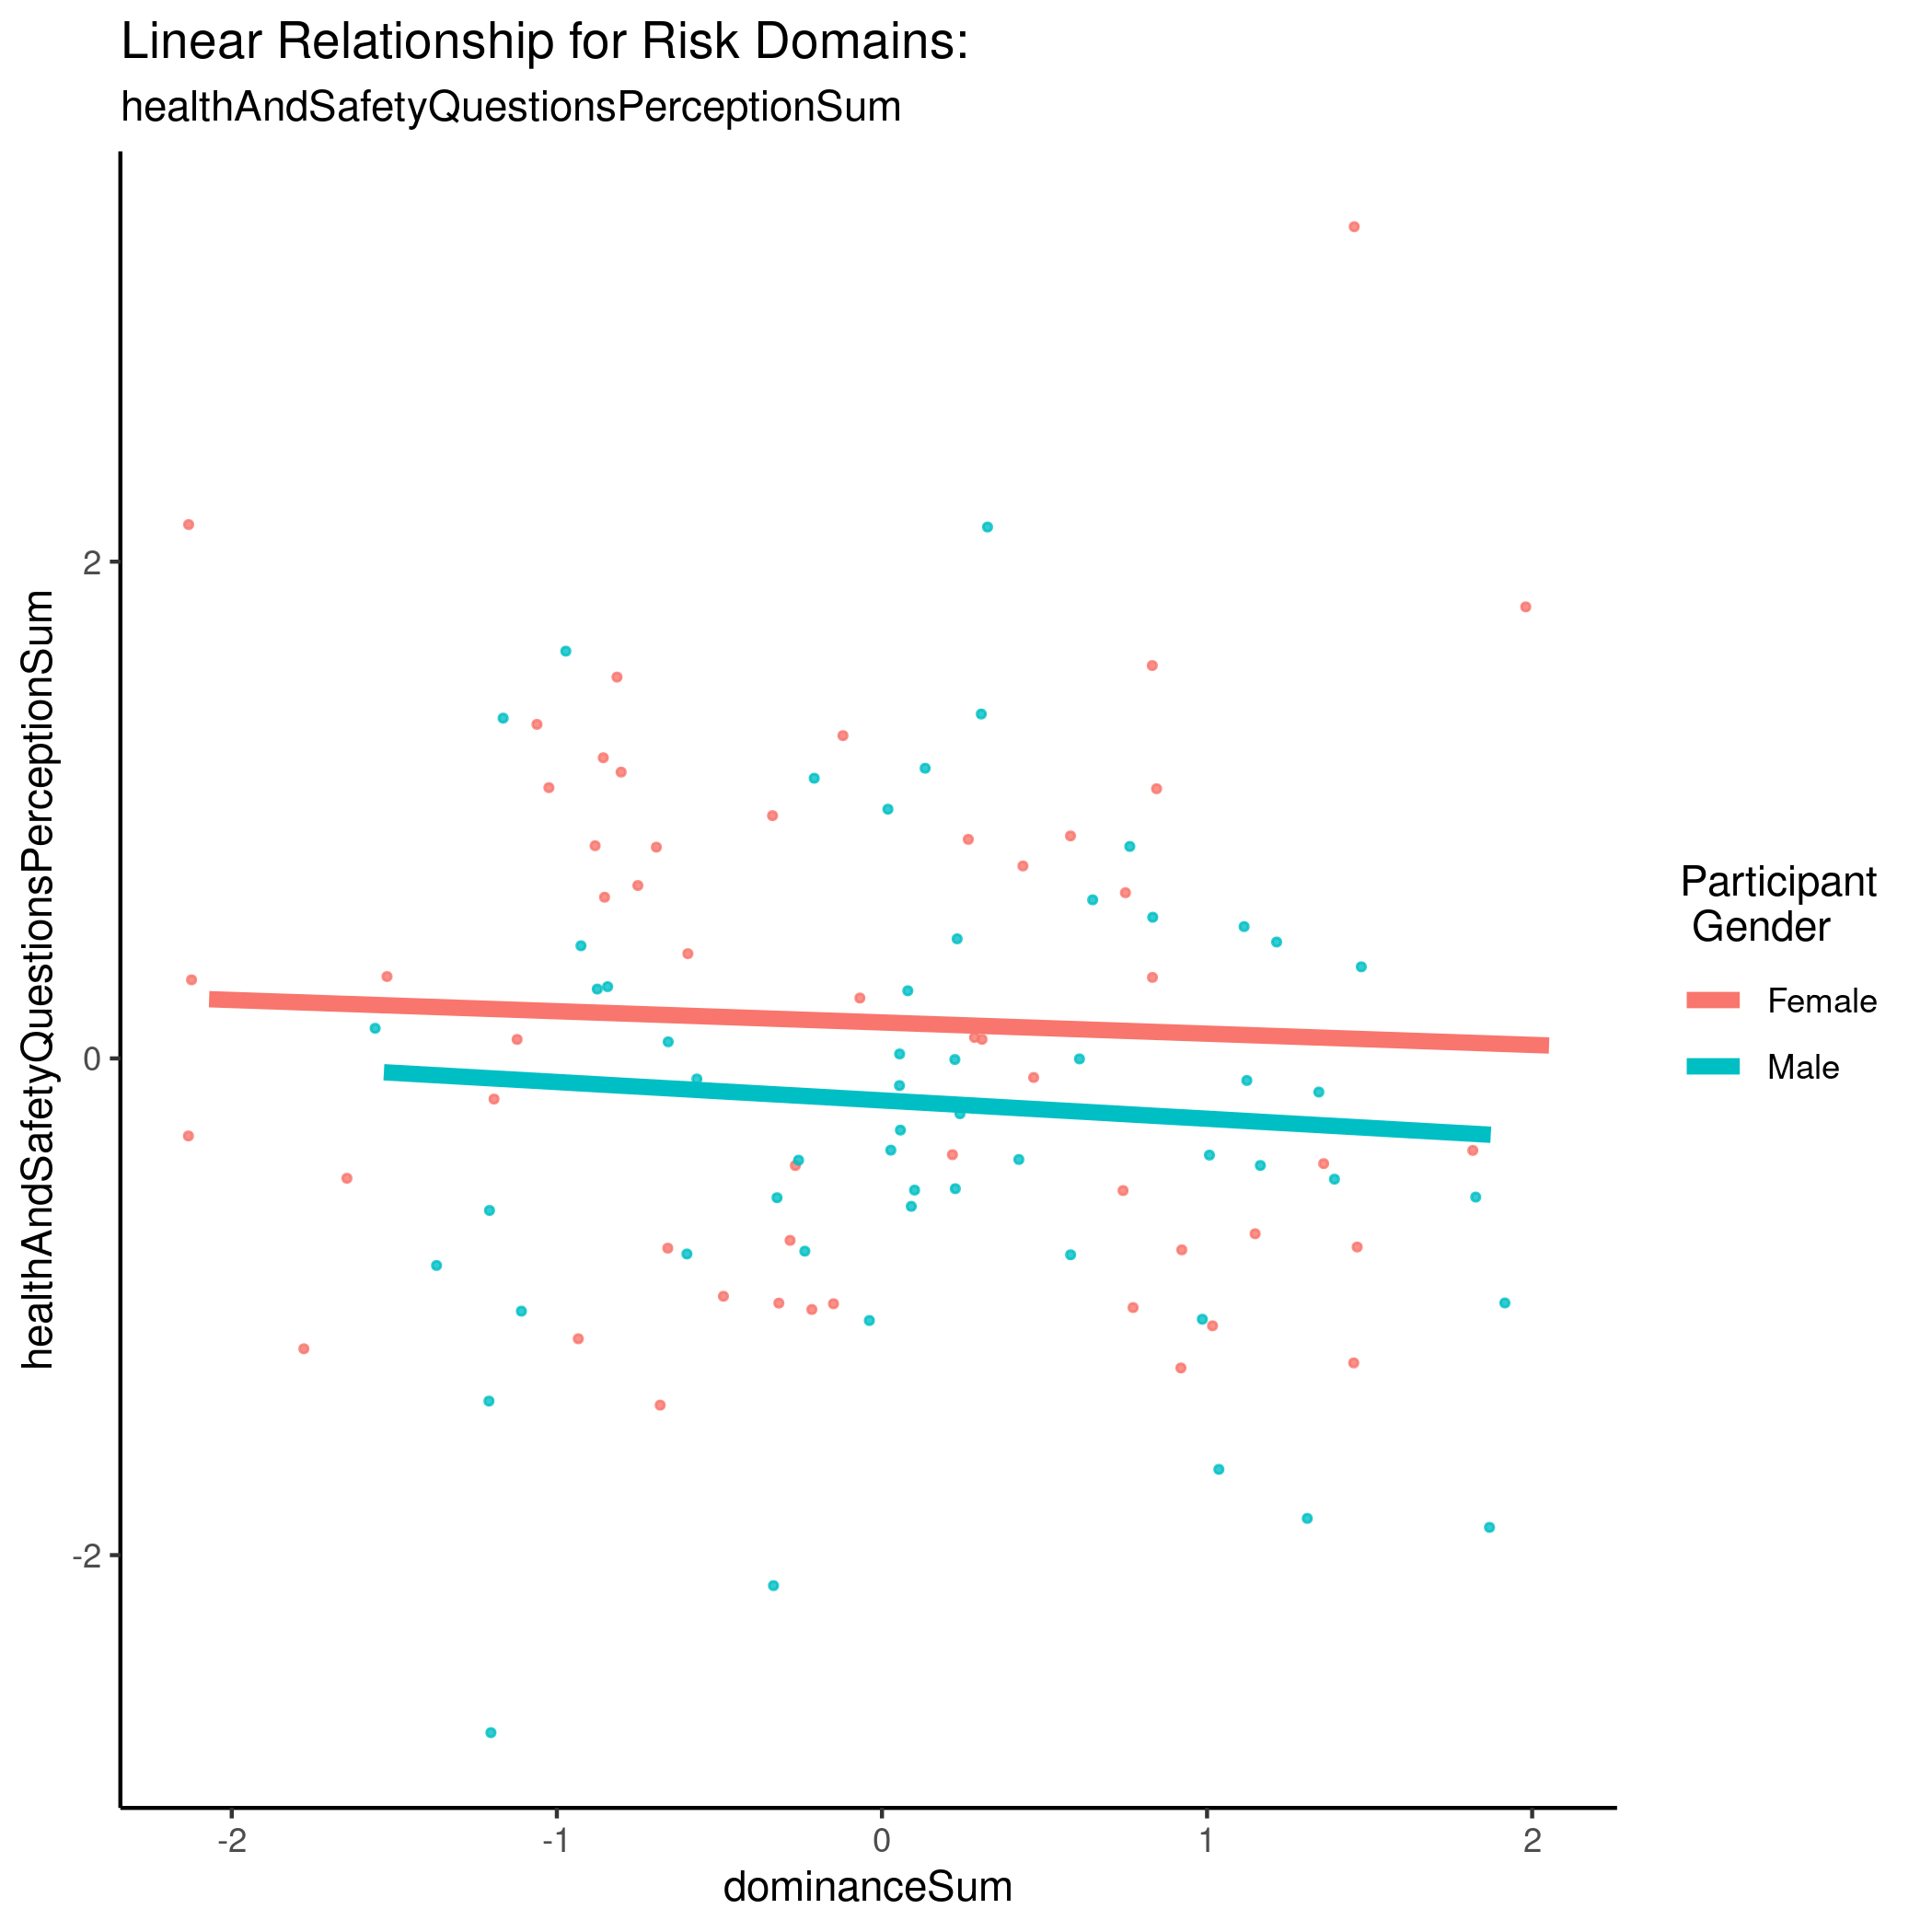 Linear Relationship for Risk Domains:
healthAndSafetyQuestionsPerceptionSum
healthAndSafetyQuestionsPerceptionSum
2
0
-2
-2
-1
0
1
2
dominanceSum
Participant
Gender
Female
Male